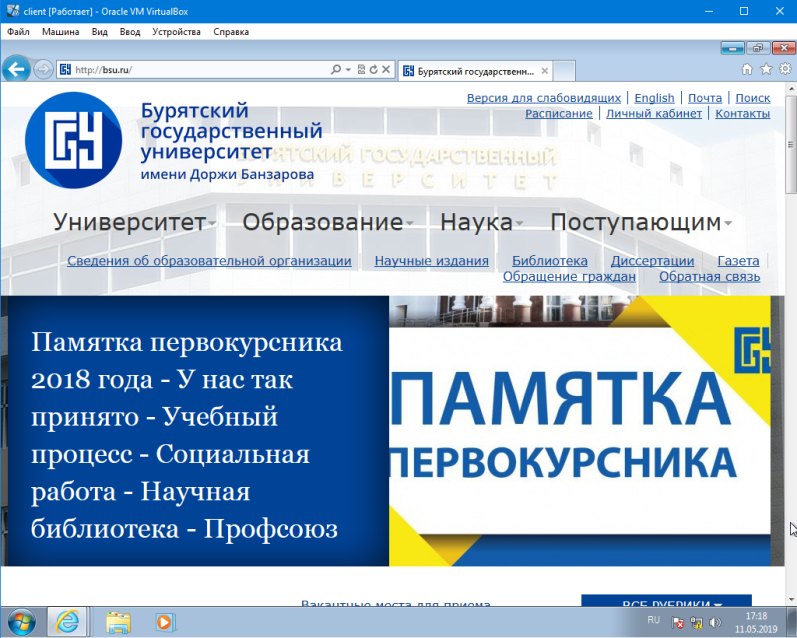 client [Работает] - Oracle VM VirtualBox
Файл Машина Вид Ввод Устройства Справка
http://bsu.ru/
Бурятский государственн...
Версия для слабовидящих English Почта Поиск
Расписание Личный кабинет Контакты
БГУ
Бурятский
государственный
университет
имени Доржи Банзарова
БУРЯТСКИЙ ГОСУДАРСТВЕННЫЙ
УНИВЕРСИТЕТ
Университет Образование Наука Поступающим
Сведения об образовательной организации Научные издания Библиотека Диссертации Газета
Обращение граждан Обратная связь
Памятка первокурсника
2018 года - У нас так
принято - Учебный
процесс - Социальная
работа - Научная
библиотека - Профсоюз
ПАМЯТКА
ПЕРВОКУРСНИКА
Вакантные места для приема
ВСЕ РУБРИКИ
RU
17:18
11.05.2019